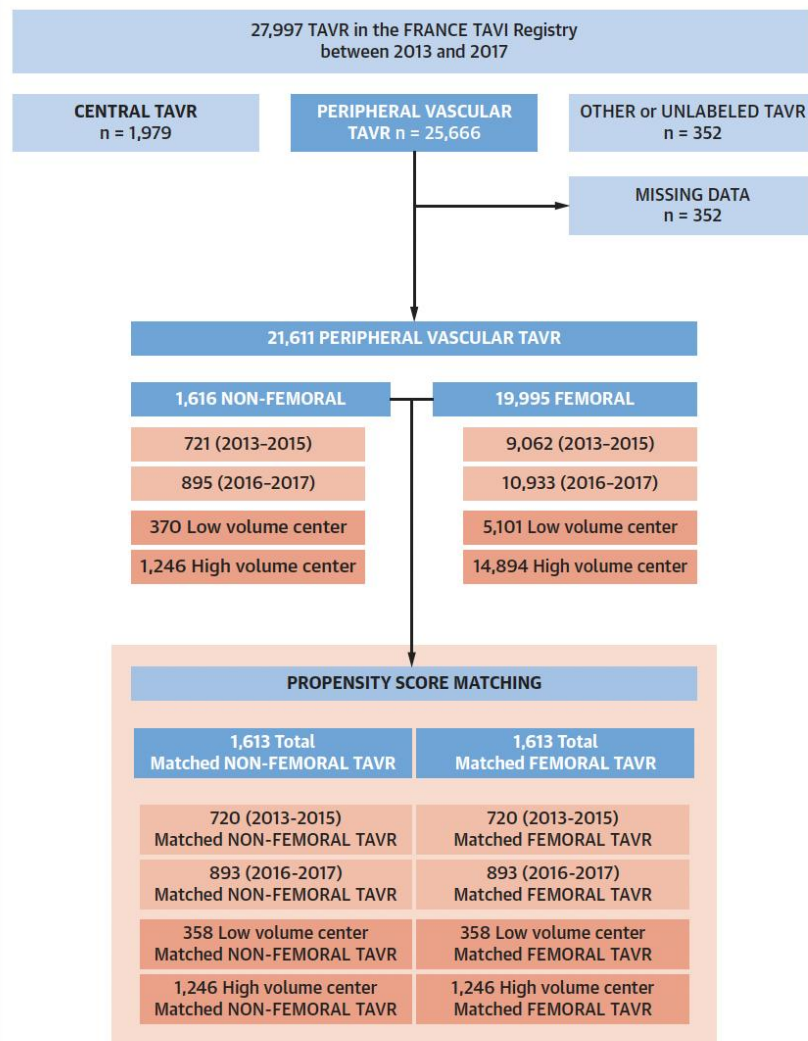 27,997 TAVR in the FRANCE TAVI Registry
between 2013 and 2017
CENTRAL TAVR
n = 1,979
PERIPHERAL VASCULAR
TAVR n = 25,666
OTHER or UNLABELED TAVR
n = 352
MISSING DATA
n = 352
21,611 PERIPHERAL VASCULAR TAVR
1,616 NON-FEMORAL
19,995 FEMORAL
721 (2013–2015)
9,062 (2013–2015)
895 (2016–2017)
10,933 (2016–2017)
370 Low volume center
5,101 Low volume center
1,246 High volume center
14,894 High volume center
PROPENSITY SCORE MATCHING
1,613 Total
Matched NON-FEMORAL TAVR
1,613 Total
Matched FEMORAL TAVR
720 (2013-2015)
Matched NON-FEMORAL TAVR
720 (2013-2015)
Matched FEMORAL TAVR
893 (2016-2017)
Matched NON-FEMORAL TAVR
893 (2016-2017)
Matched FEMORAL TAVR
358 Low volume center
Matched NON-FEMORAL TAVR
358 Low volume center
Matched FEMORAL TAVR
1,246 High volume center
Matched NON-FEMORAL TAVR
1,246 High volume center
Matched FEMORAL TAVR